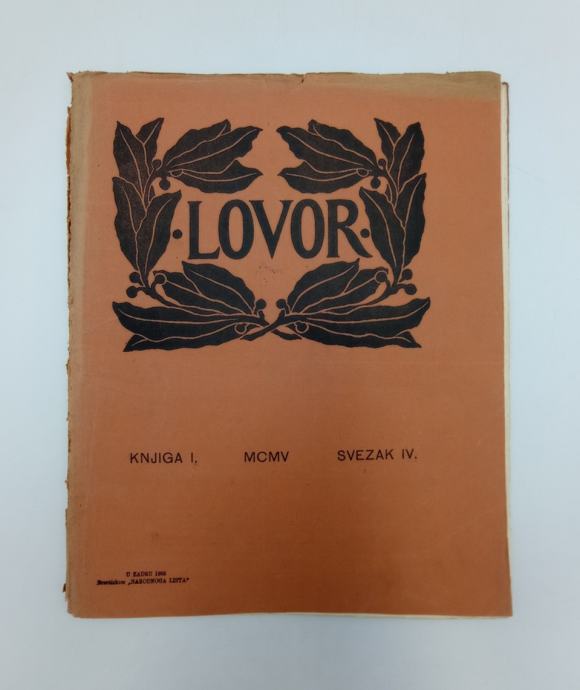 ·LOVOR·
KNJIGA I. MCMV SVEZAK IV.
U ZADRU 1905
Brzotiskom „NARODNOGA LISTA“